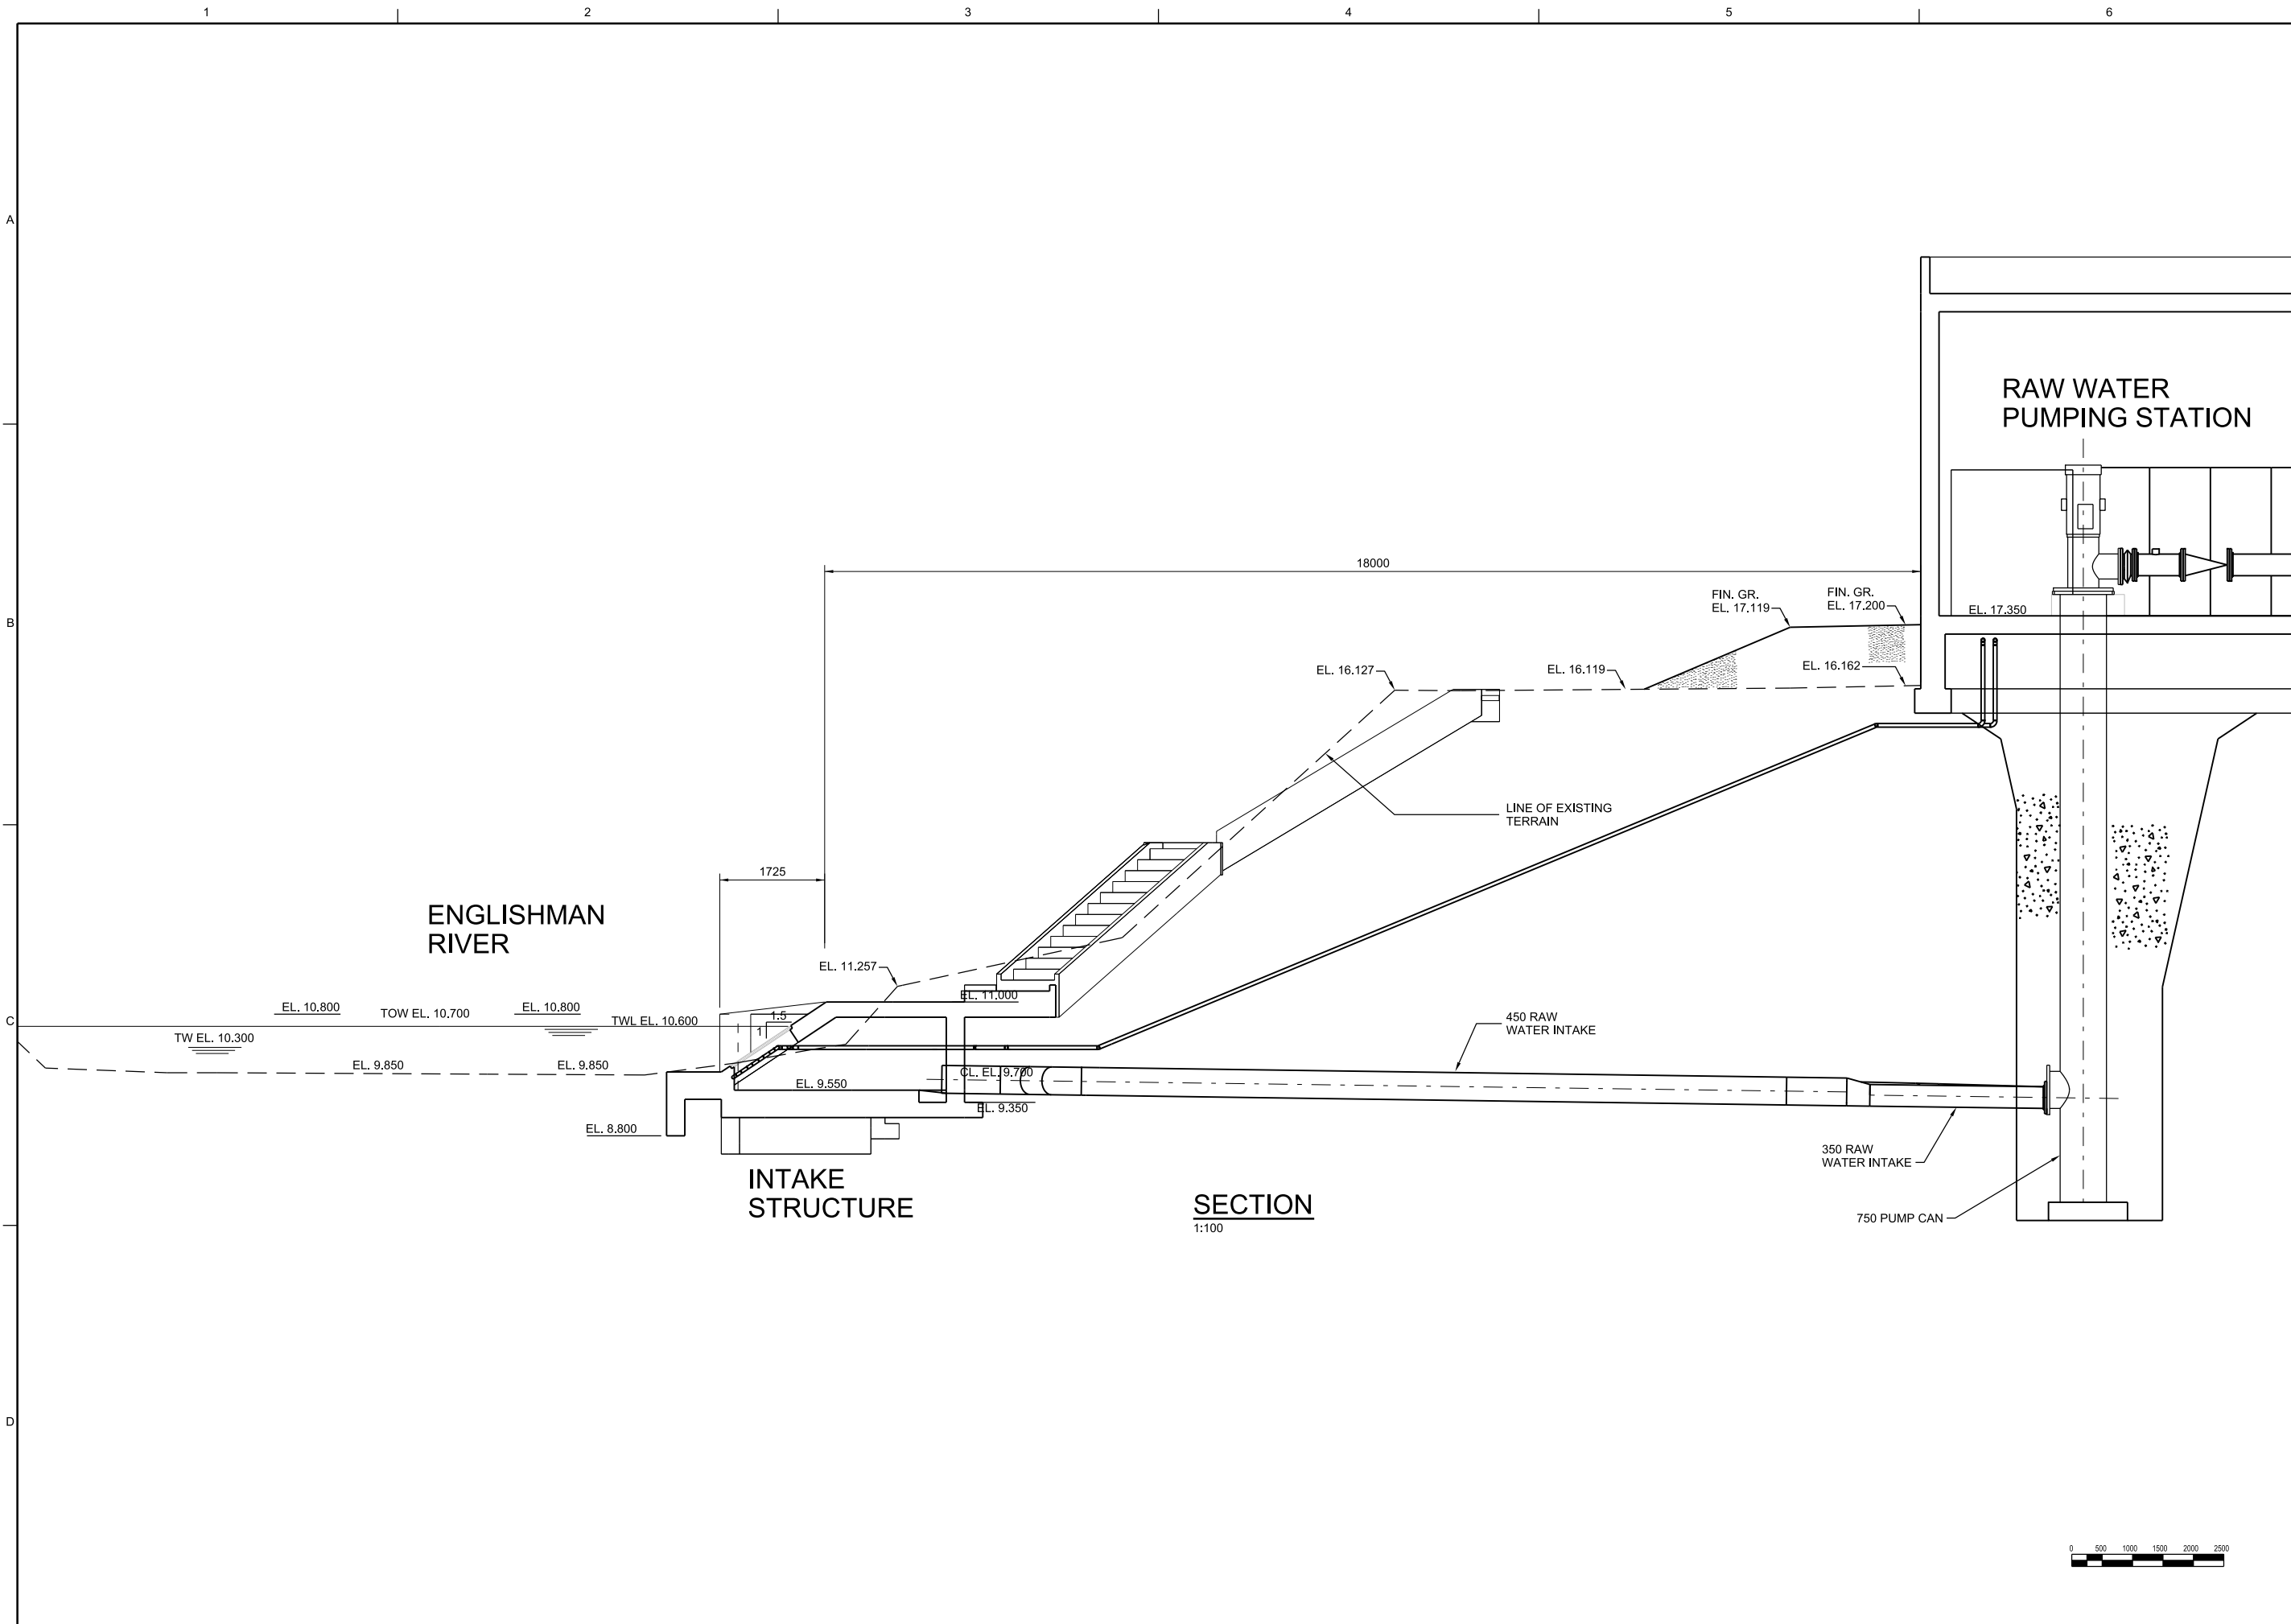 1 2 3 4 5 6
A
RAW WATER
PUMPING STATION
18000
FIN. GR.
EL. 17.119
FIN. GR.
EL. 17.200
EL. 17.350
B
EL. 16.127
EL. 16.119
EL. 16.162
LINE OF EXISTING
TERRAIN
1725
ENGLISHMAN
RIVER
EL. 11.257
EL. 11.000
C
EL. 10.800
TOW EL. 10.700
EL. 10.800
TWL EL. 10.600
1.5
1
TW EL. 10.300
450 RAW
WATER INTAKE
EL. 9.850
EL. 9.850
CL. EL. 9.700
EL. 9.550
EL. 9.350
EL. 8.800
350 RAW
WATER INTAKE
INTAKE
STRUCTURE
SECTION
1:100
750 PUMP CAN
D
0 500 1000 1500 2000 2500